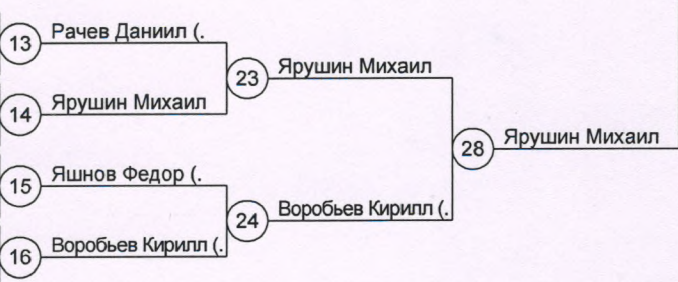 13 Рачев Даниил (.
23 Ярушин Михаил
14 Ярушин Михаил
28 Ярушин Михаил
15 Яшнов Федор (.
24 Воробьев Кирилл (.
16 Воробьев Кирилл (.